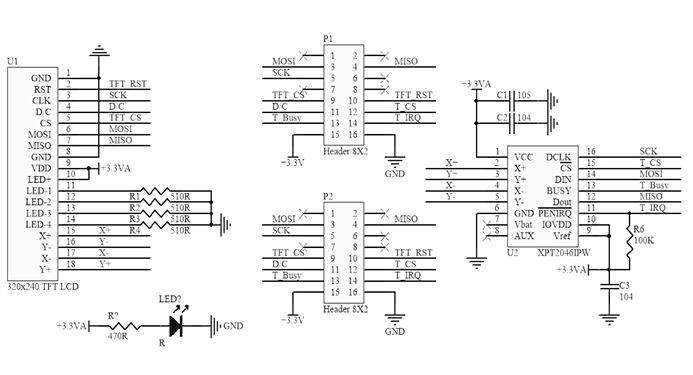 U1
GND 1
RST 2 TFT_RST
CLK 3 SCK
D/C 4 D/C
CS 5 TFT_CS
MOSI 6 MOSI
MISO 7 MISO
GND 8
VDD 9
LED+ 10 +3.3VA
LED-1 11
LED-2 12 R1 510R
LED-3 13 R2 510R
LED-4 14 R3 510R
X+ 15 X+ R4 510R
Y- 16 Y-
X- 17 X-
Y+ 18 Y+
320x240 TFT LCD
+3.3VA R? 470R LED? R GND
P1
1 2
MOSI 3 4 MISO
SCK 5 6
7 8
TFT_CS 9 10 TFT_RST
D/C 11 12 T_CS
T_Busy 13 14 T_IRQ
15 16
−3.3V Header 8X2 GND
P2
1 2
MOSI 3 4 MISO
SCK 5 6
7 8
TFT_CS 9 10 TFT_RST
D/C 11 12 T_CS
T_Busy 13 14 T_IRQ
15 16
−3.3V Header 8X2 GND
+3.3VA
C1 105
C2 104
1 VCC DCLK 16 SCK
X+ 2 X+ CS 15 T_CS
Y+ 3 Y+ DIN 14 MOSI
X- 4 X- BUSY 13 T_Busy
Y- 5 Y- Dout 12 MISO
6 GND PENIRQ 11 T_IRQ
7 Vbat IOVDD 10
8 AUX Vref 9
U2 XPT2046IPW
R6
100K
+3.3VA
C3
104